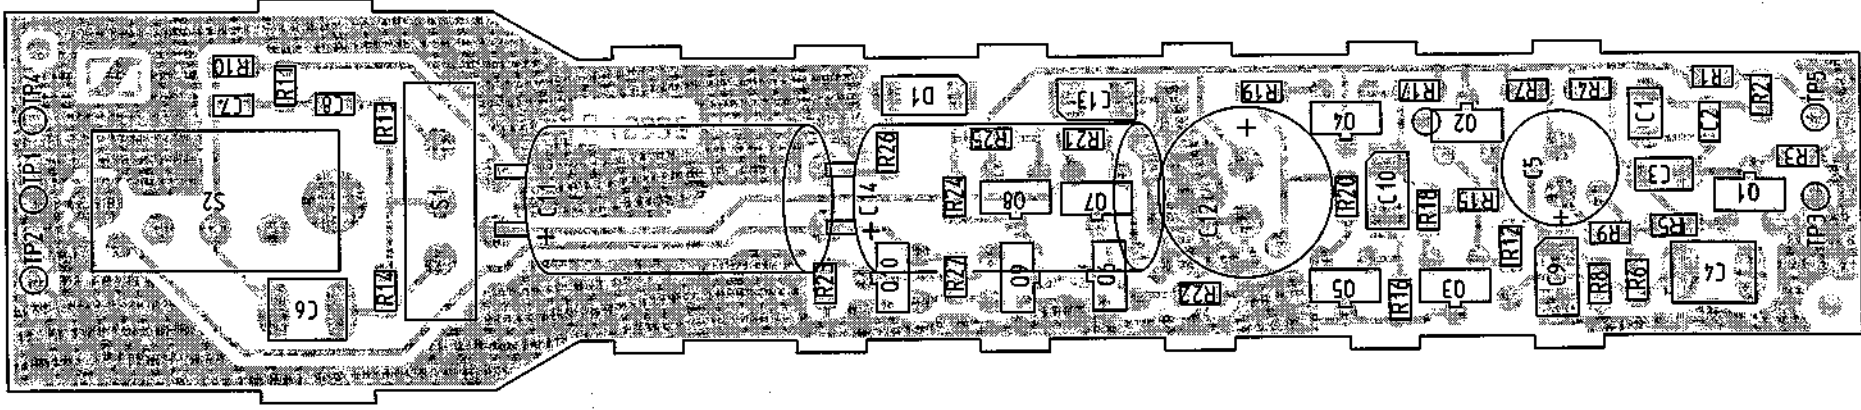 TP4
TP1
TP2
R10
C7
R11
C8
R13
S2
S1
C6
R14
C11
+
D1
C13
R26
C14
+
R25
R21
R24
Q8
Q7
R23
Q10
R27
Q9
Q6
R22
R19
+
C12
Q4
R17
Q2
R20
C10
R18
R15
Q5
R16
Q3
R12
R7
R4
C5
+
C1
C2
R1
R2
TP5
R3
C3
Q1
TP3
R9
R5
C9
R8
R6
C4